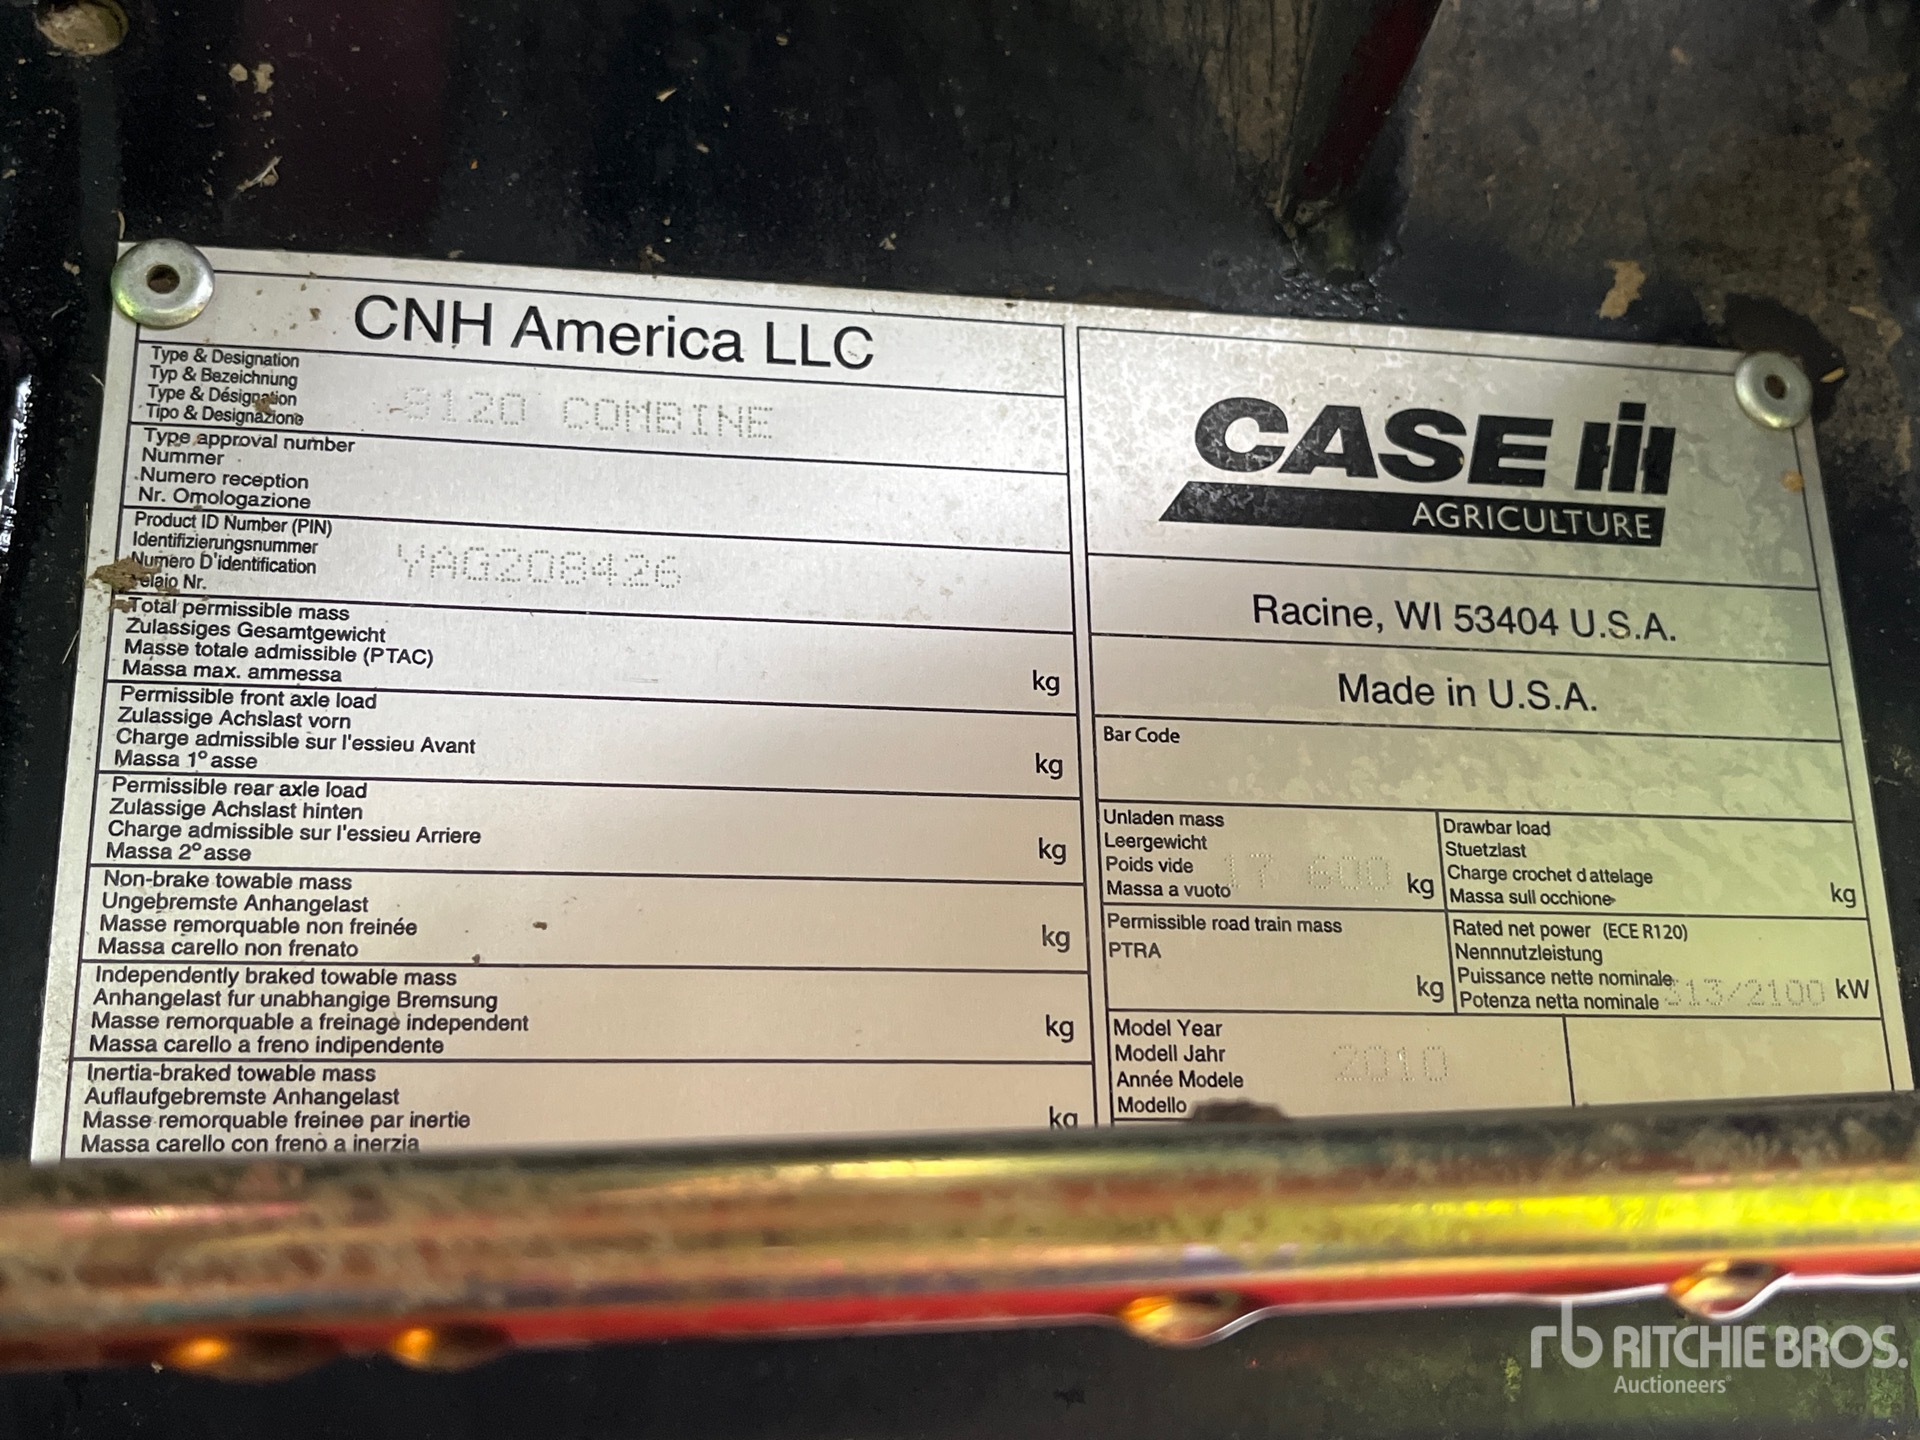 CNH America LLC
Type & Designation
Typ & Bezeichnung
Type & Désignation
Tipo & Designazione
8120 COMBINE
Type approval number
Nummer
Numero reception
Nr. Omologazione
Product ID Number (PIN)
Identifizierungsnummer
Numero D'identification
elaio Nr.
YAG208426
Total permissible mass
Zulassiges Gesamtgewicht
Masse totale admissible (PTAC)
Massa max. ammessa
kg
Permissible front axle load
Zulassige Achslast vorn
Charge admissible sur l'essieu Avant
Massa 1° asse
kg
Permissible rear axle load
Zulassige Achslast hinten
Charge admissible sur l'essieu Arriere
Massa 2° asse
kg
Non-brake towable mass
Ungebremste Anhangelast
Masse remorquable non freinée
Massa carello non frenato
kg
Independently braked towable mass
Anhangelast fur unabhangige Bremsung
Masse remorquable a freinage independent
Massa carello a freno indipendente
kg
Inertia-braked towable mass
Auflaufgebremste Anhangelast
Masse remorquable freinee par inertie
Massa carello con freno a inerzia
kg
CASE IH
AGRICULTURE
Racine, WI 53404 U.S.A.
Made in U.S.A.
Bar Code
Unladen mass
Leergewicht
Poids vide
Massa a vuoto
17 600 kg
Drawbar load
Stuetzlast
Charge crochet d attelage
Massa sull occhione
kg
Permissible road train mass
PTRA
kg
Rated net power (ECE R120)
Nennnutzleistung
Puissance nette nominale
Potenza netta nominale
313/2100 kW
Model Year
Modell Jahr
Année Modele
Modello
2010
rb RITCHIE BROS.
Auctioneers